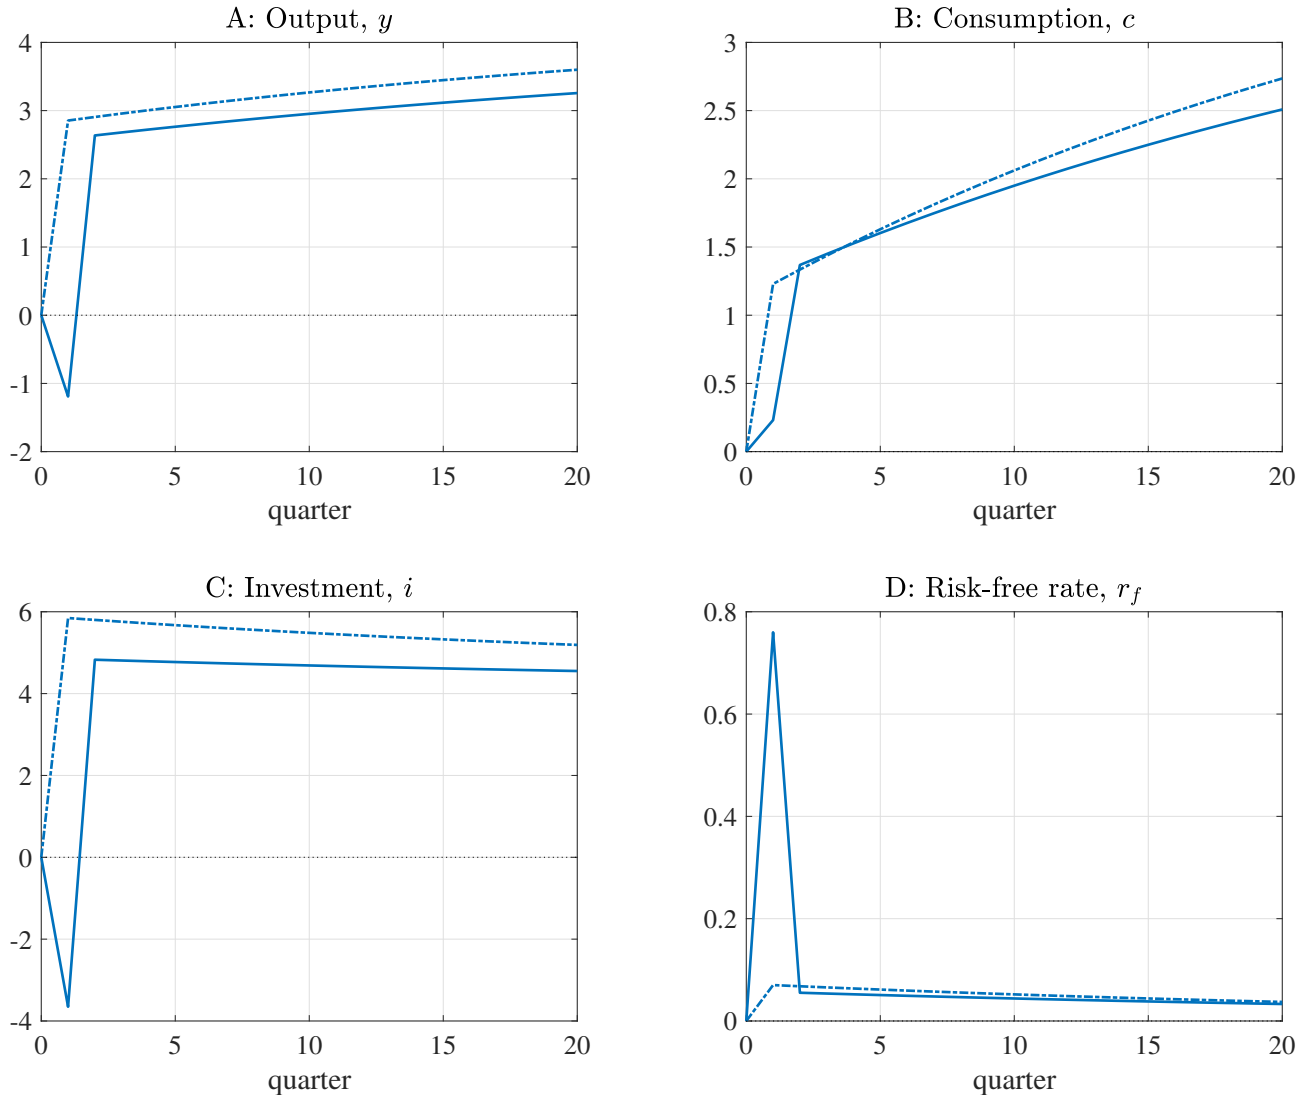 A: Output, y
4
3
2
1
0
-1
-2
0 5 10 15 20
quarter
B: Consumption, c
3
2.5
2
1.5
1
0.5
0
0 5 10 15 20
quarter
C: Investment, i
6
4
2
0
-2
-4
0 5 10 15 20
quarter
D: Risk-free rate, r_f
0.8
0.6
0.4
0.2
0
0 5 10 15 20
quarter